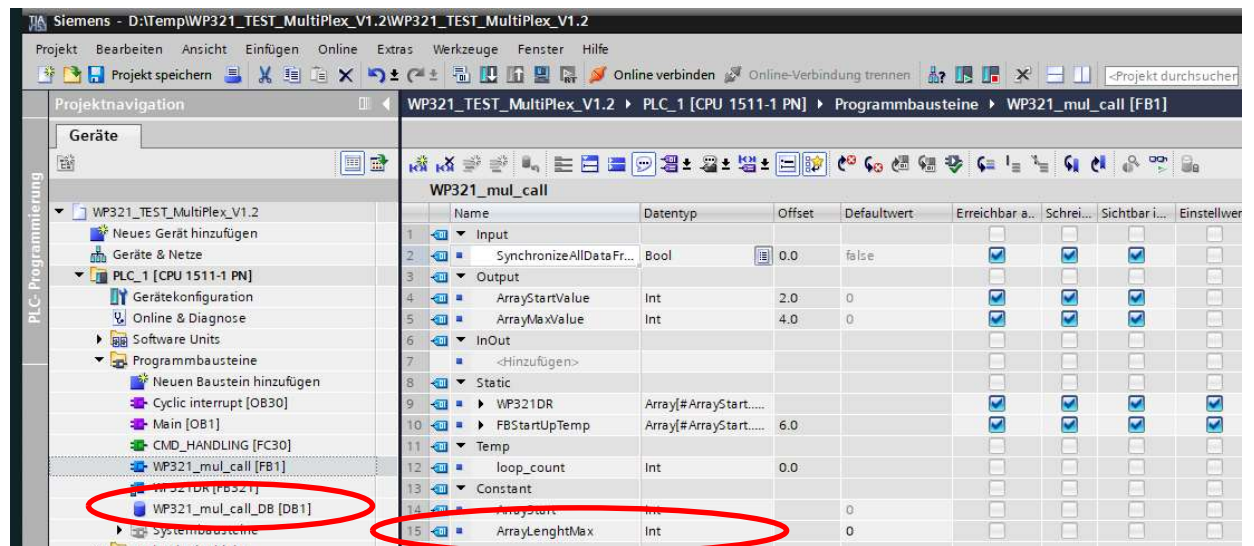 Siemens - D:\Temp\WP321_TEST_MultiPlex_V1.2\WP321_TEST_MultiPlex_V1.2
Projekt Bearbeiten Ansicht Einfügen Online Extras Werkzeuge Fenster Hilfe
Projekt speichern Online verbinden Online-Verbindung trennen <Projekt durchsuchen
Projektnavigation
WP321_TEST_MultiPlex_V1.2 PLC_1 [CPU 1511-1 PN] Programmbausteine WP321_mul_call [FB1]
Geräte
PLC- Programmierung
WP321_mul_call
Name Datentyp Offset Defaultwert Erreichbar a... Schrei... Sichtbar i... Einstellwer
1 Input
2 SynchronizeAllDataFr... Bool 0.0 false
3 Output
4 ArrayStartValue Int 2.0 0
5 ArrayMaxValue Int 4.0 0
6 InOut
7 <Hinzufügen>
8 Static
9 WP321DR Array[#ArrayStart.....
10 FBStartUpTemp Array[#ArrayStart..... 6.0
11 Temp
12 loop_count Int 0.0
13 Constant
14 ArrayStart Int 0
15 ArrayLenghtMax Int 0
WP321_TEST_MultiPlex_V1.2
Neues Gerät hinzufügen
Geräte & Netze
PLC_1 [CPU 1511-1 PN]
Gerätekonfiguration
Online & Diagnose
Software Units
Programmbausteine
Neuen Baustein hinzufügen
Cyclic interrupt [OB30]
Main [OB1]
CMD_HANDLING [FC30]
WP321_mul_call [FB1]
WP321DR [FB321]
WP321_mul_call_DB [DB1]
Systembausteine